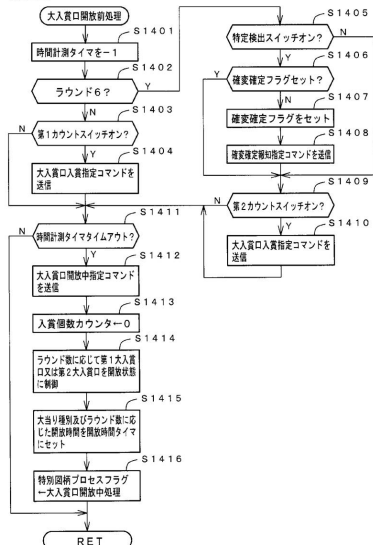 大入賞口開放前処理
S1401
時間計測タイマを−1
S1402
ラウンド6?
Y
N
S1403
第1カウントスイッチオン?
N
Y
S1404
大入賞口入賞指定コマンドを
送信
S1405
特定検出スイッチオン?
N
Y
S1406
確変確定フラグセット?
Y
N
S1407
確変確定フラグをセット
S1408
確変確定報知指定コマンドを送信
S1409
第2カウントスイッチオン?
N
Y
S1410
大入賞口入賞指定コマンドを
送信
S1411
時間計測タイマタイムアウト?
N
Y
S1412
大入賞口開放中指定コマンド
を送信
S1413
入賞個数カウンタ←0
S1414
ラウンド数に応じて第1大入賞
口又は第2大入賞口を開放状態
に制御
S1415
大当り種別及びラウンド数に応
じた開放時間を開放時間タイマ
にセット
S1416
特別図柄プロセスフラグ
←大入賞口開放中処理
RET